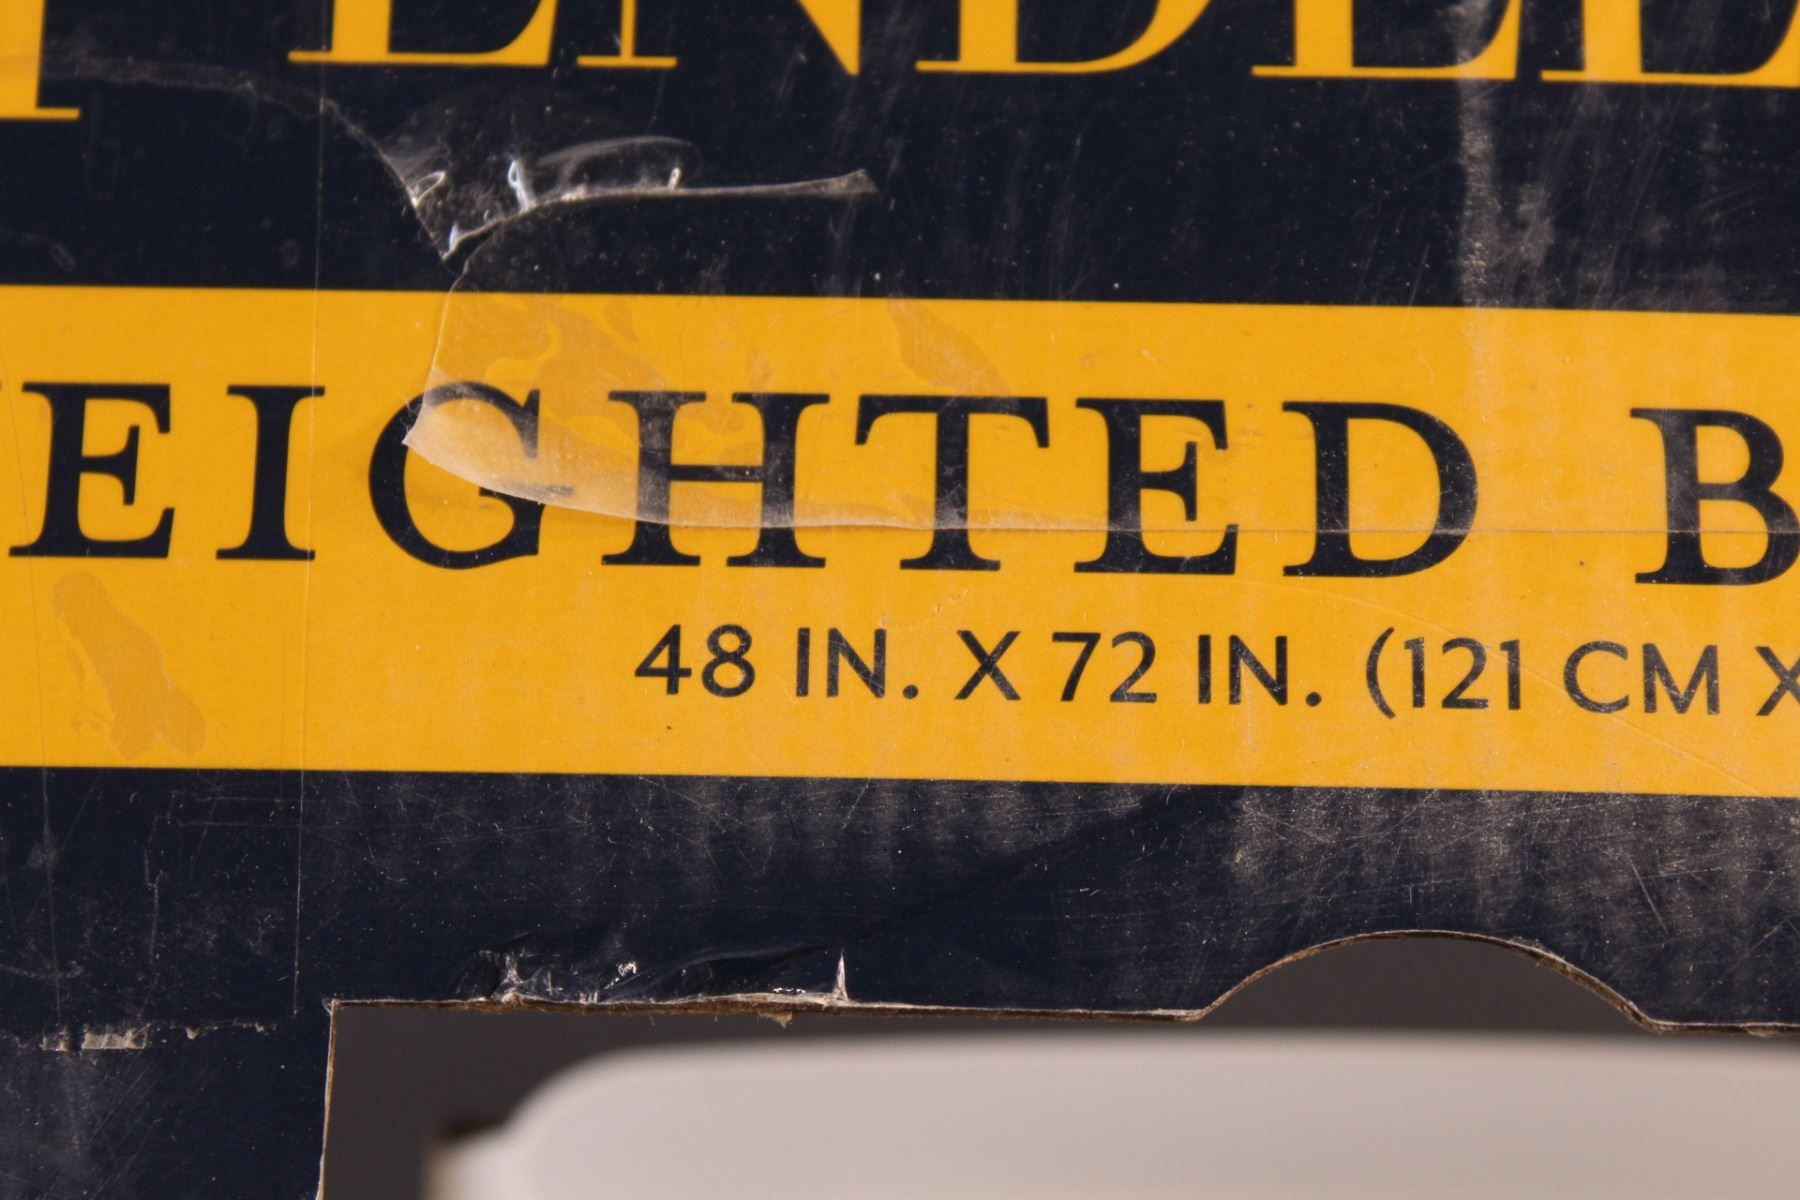 EIGHTED B
48 IN. X 72 IN. (121 CM X